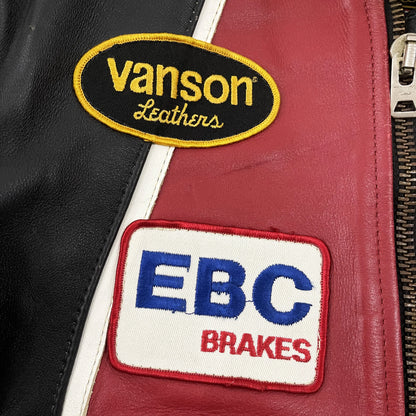 vanson®
Leathers
EBC
BRAKES